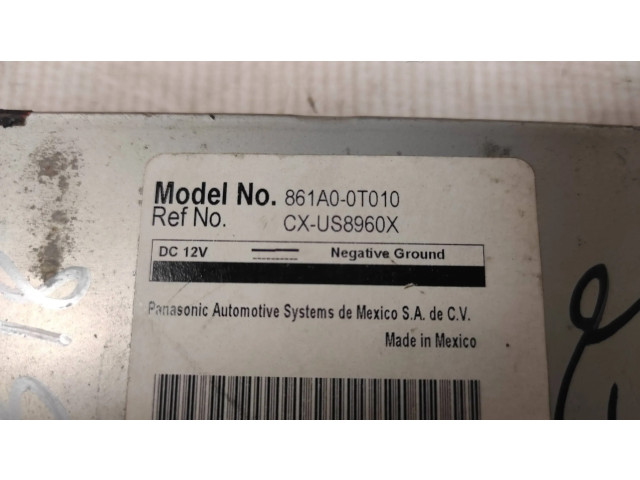 Model No. 861A0-0T010
Ref No. CX-US8960X
DC 12V Negative Ground
Panasonic Automotive Systems de Mexico S.A. de C.V.
Made in Mexico